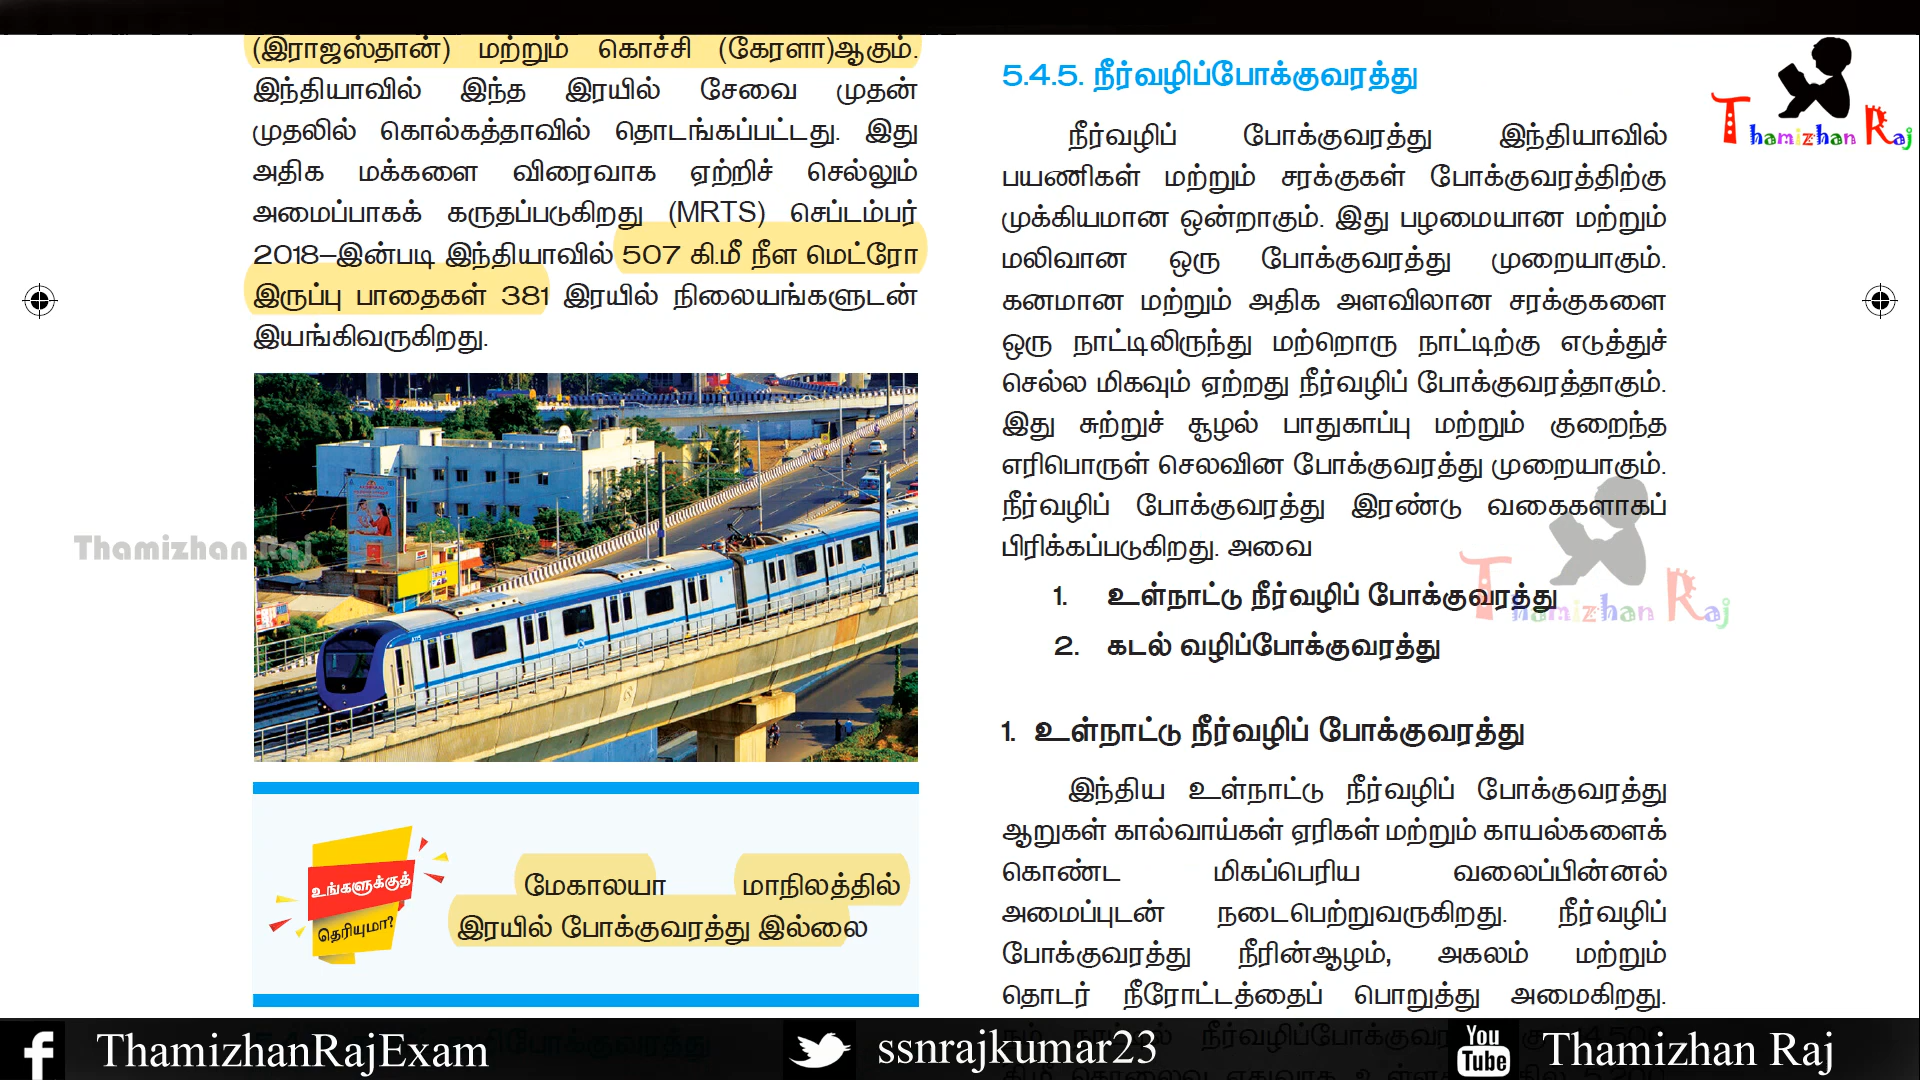 (இராஜஸ்தான்) மற்றும் கொச்சி (கேரளா)ஆகும்.
இந்தியாவில் இந்த இரயில் சேவை முதன்
முதலில் கொல்கத்தாவில் தொடங்கப்பட்டது. இது
அதிக மக்களை விரைவாக ஏற்றிச் செல்லும்
அமைப்பாகக் கருதப்படுகிறது (MRTS) செப்டம்பர்
2018–இன்படி இந்தியாவில் 507 கி.மீ நீள மெட்ரோ
இருப்பு பாதைகள் 381 இரயில் நிலையங்களுடன்
இயங்கிவருகிறது.
Thamizhan Raj
உங்களுக்குத்
தெரியுமா?
மேகாலயா மாநிலத்தில்
இரயில் போக்குவரத்து இல்லை
5.4.5. நீர்வழிப்போக்குவரத்து
நீர்வழிப் போக்குவரத்து இந்தியாவில்
பயணிகள் மற்றும் சரக்குகள் போக்குவரத்திற்கு
முக்கியமான ஒன்றாகும். இது பழமையான மற்றும்
மலிவான ஒரு போக்குவரத்து முறையாகும்.
கனமான மற்றும் அதிக அளவிலான சரக்குகளை
ஒரு நாட்டிலிருந்து மற்றொரு நாட்டிற்கு எடுத்துச்
செல்ல மிகவும் ஏற்றது நீர்வழிப் போக்குவரத்தாகும்.
இது சுற்றுச் சூழல் பாதுகாப்பு மற்றும் குறைந்த
எரிபொருள் செலவின போக்குவரத்து முறையாகும்.
நீர்வழிப் போக்குவரத்து இரண்டு வகைகளாகப்
பிரிக்கப்படுகிறது. அவை
1. உள்நாட்டு நீர்வழிப் போக்குவரத்து
2. கடல் வழிப்போக்குவரத்து
1. உள்நாட்டு நீர்வழிப் போக்குவரத்து
இந்திய உள்நாட்டு நீர்வழிப் போக்குவரத்து
ஆறுகள் கால்வாய்கள் ஏரிகள் மற்றும் காயல்களைக்
கொண்ட மிகப்பெரிய வலைப்பின்னல்
அமைப்புடன் நடைபெற்றுவருகிறது. நீர்வழிப்
போக்குவரத்து நீரின்ஆழம், அகலம் மற்றும்
தொடர் நீரோட்டத்தைப் பொறுத்து அமைகிறது.
Thamizhan Raj
Thamizhan Raj
ThamizhanRajExam
ssnrajkumar23
You
Tube
Thamizhan Raj